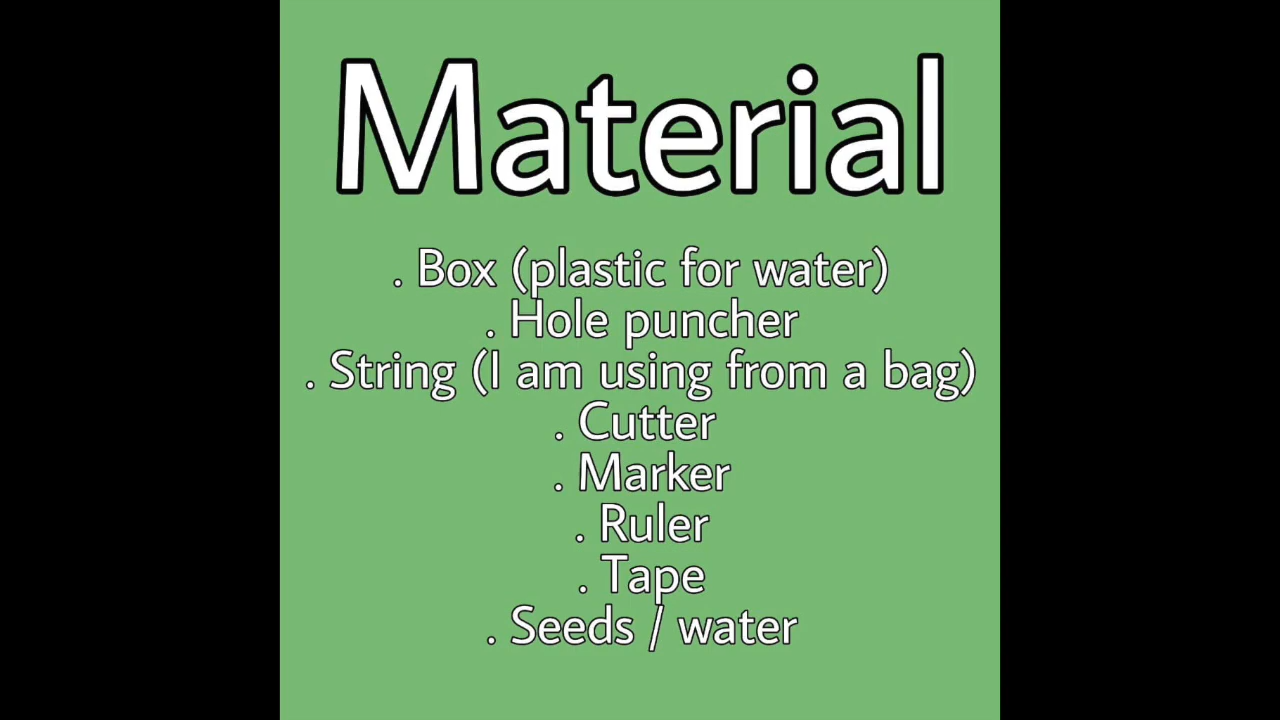 Material
. Box (plastic for water)
. Hole puncher
. String (I am using from a bag)
. Cutter
. Marker
. Ruler
. Tape
. Seeds / water